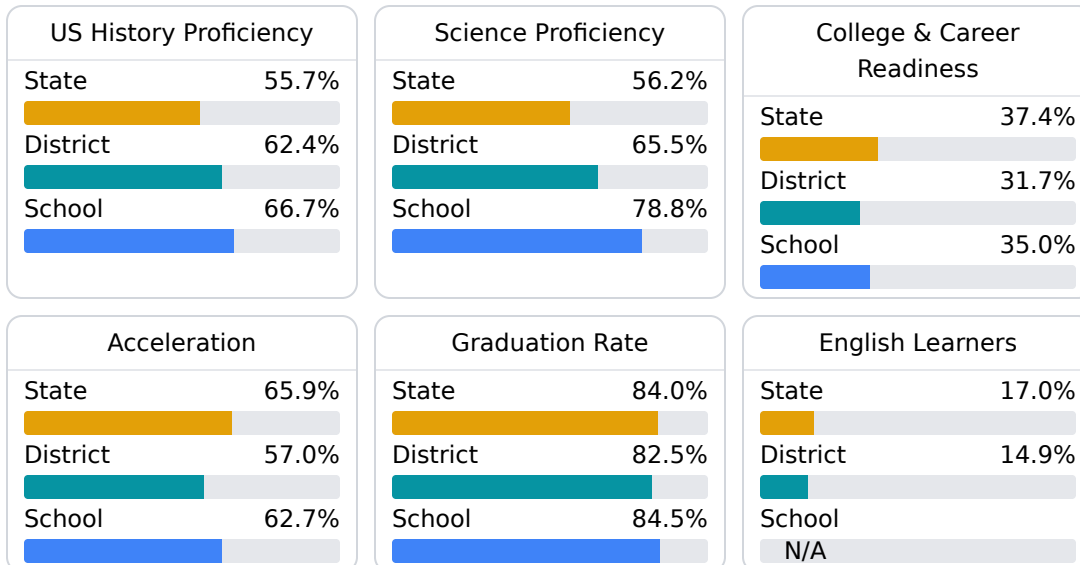 US History Proficiency
State 55.7%
District 62.4%
School 66.7%
Science Proficiency
State 56.2%
District 65.5%
School 78.8%
College & Career
Readiness
State 37.4%
District 31.7%
School 35.0%
Acceleration
State 65.9%
District 57.0%
School 62.7%
Graduation Rate
State 84.0%
District 82.5%
School 84.5%
English Learners
State 17.0%
District 14.9%
School
N/A